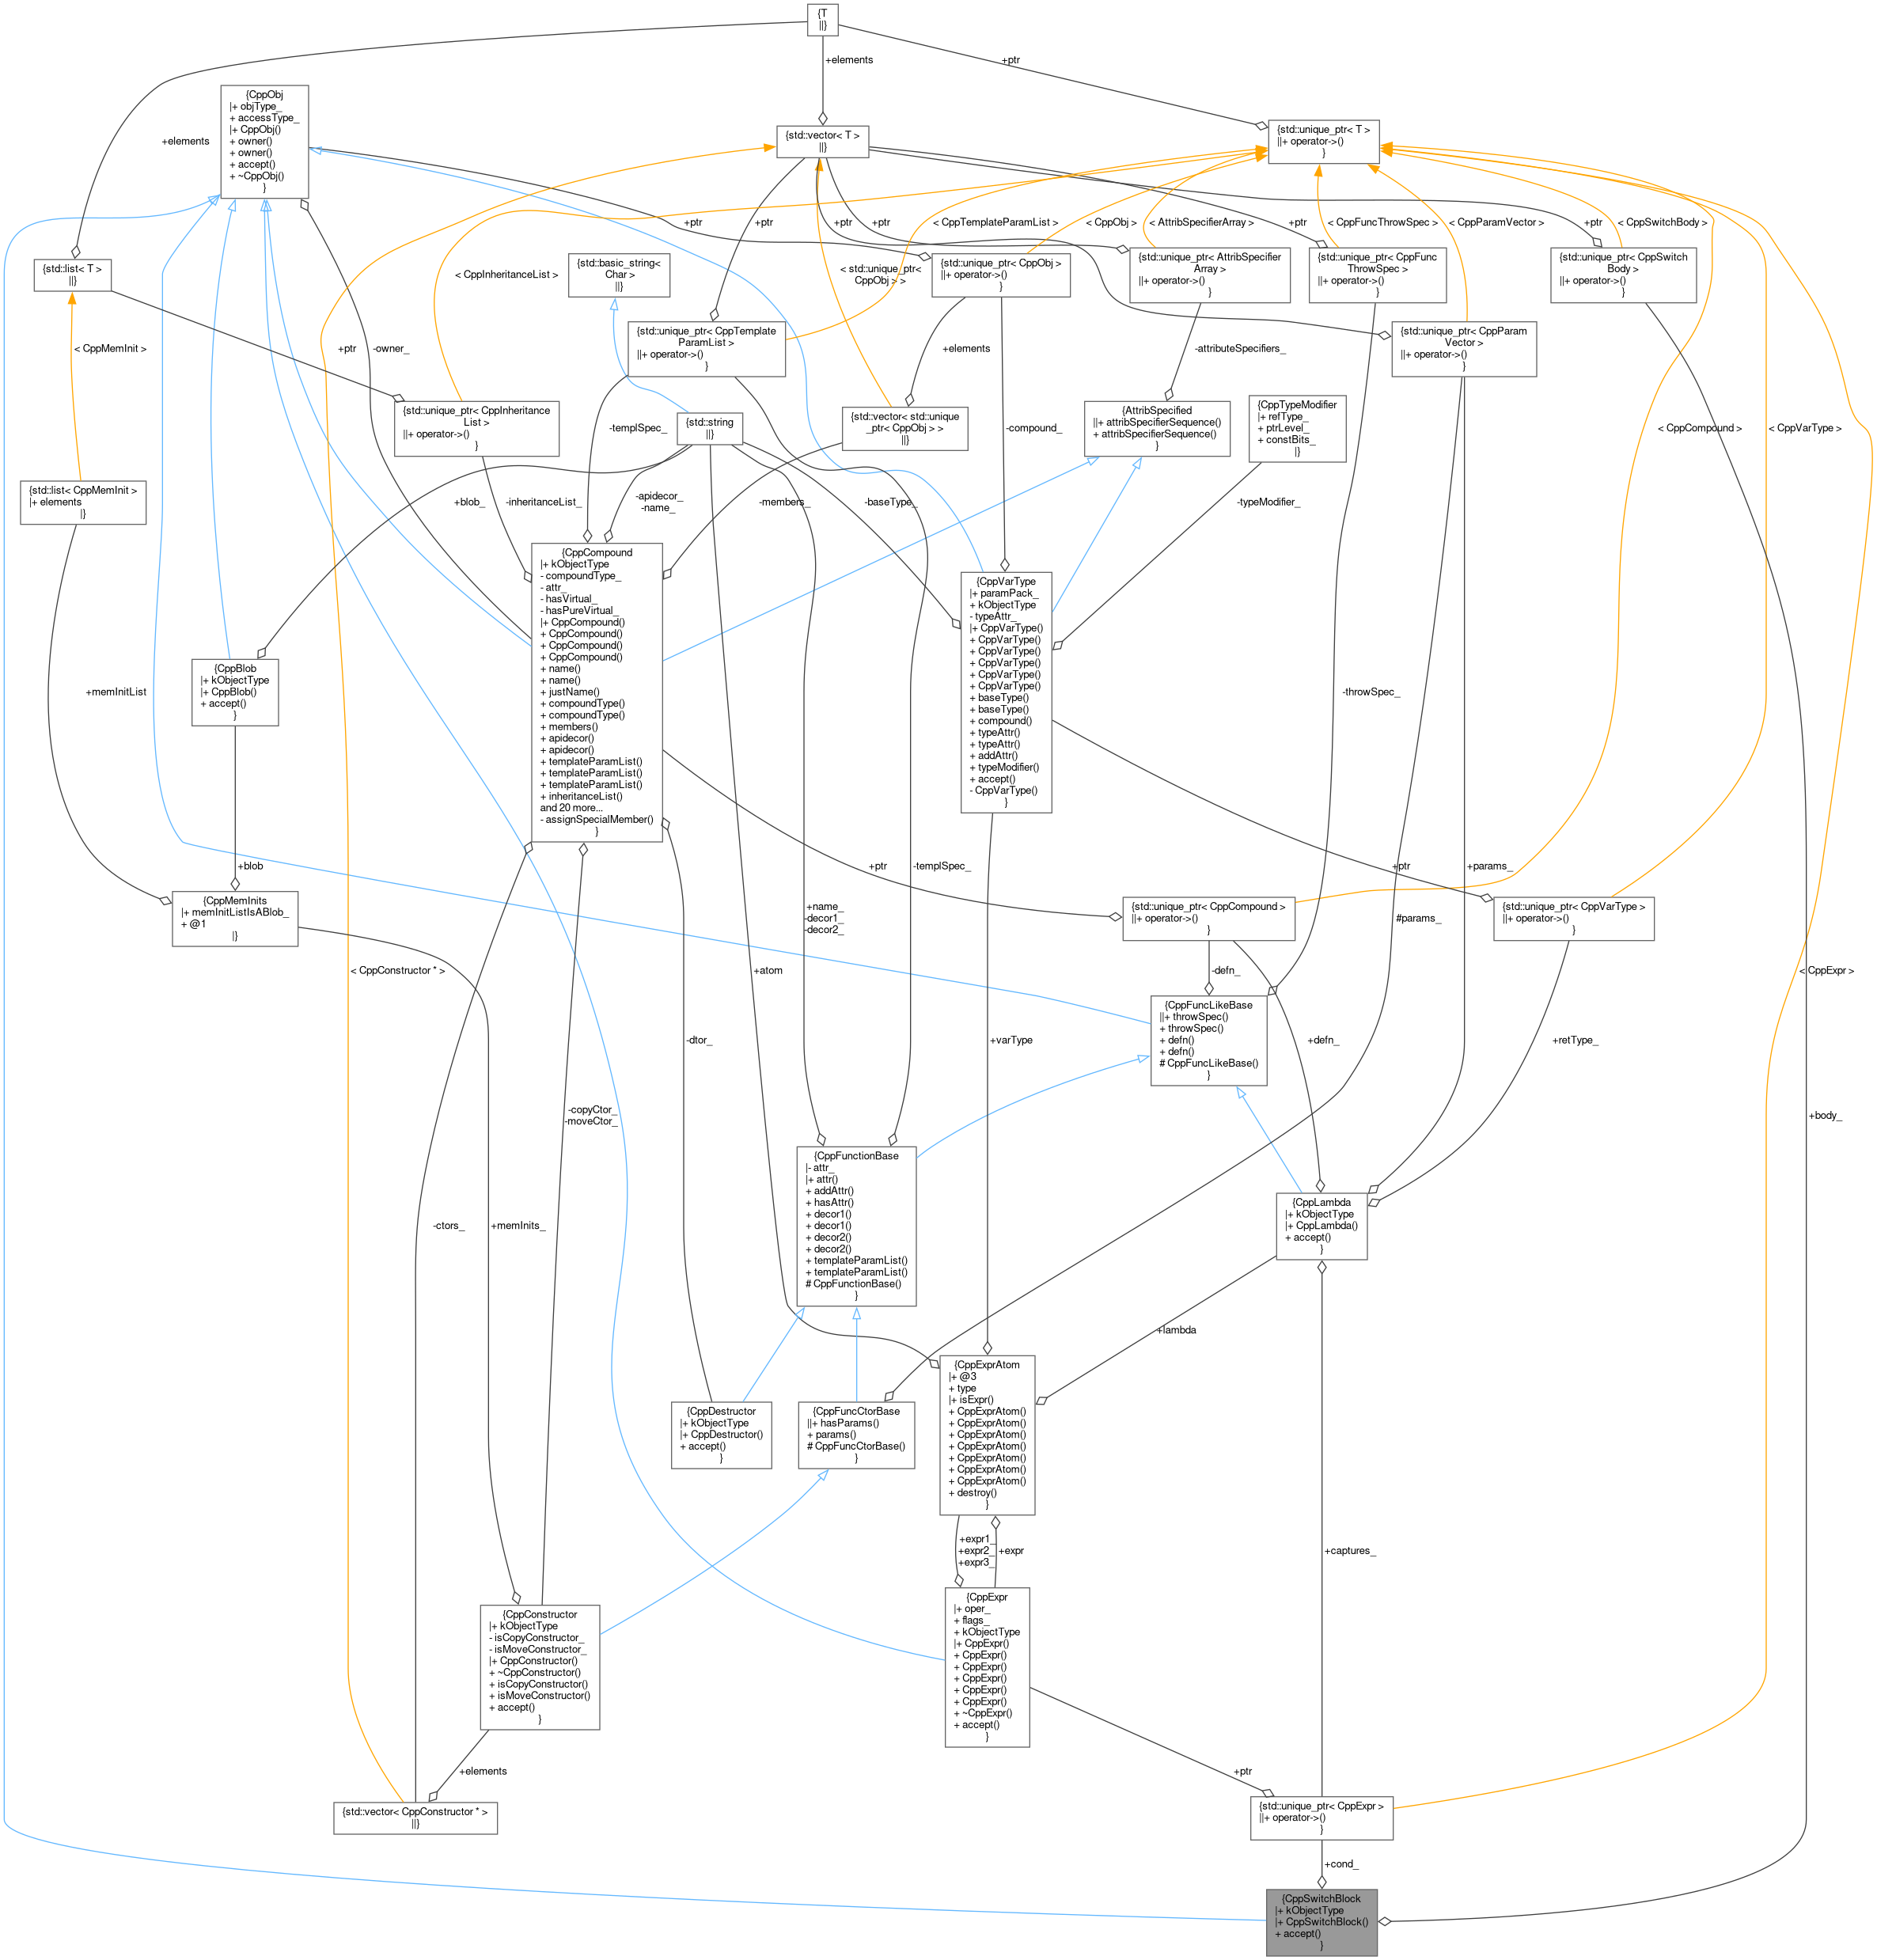 {T
||}
+elements
+ptr
+elements
{CppObj
|+ objType_
+ accessType_
|+ CppObj()
+ owner()
+ owner()
+ accept()
+ ~CppObj()
}
{std::vector< T >
||}
{std::unique_ptr< T >
||+ operator->()
}
+ptr
+ptr
+ptr
+ptr
< CppTemplateParamList >
< CppObj >
< AttribSpecifierArray >
+ptr
< CppFuncThrowSpec >
< CppParamVector >
+ptr
< CppSwitchBody >
{std::list< T >
||}
< CppInheritanceList >
{std::basic_string<
Char >
||}
< std::unique_ptr<
CppObj > >
{std::unique_ptr< CppObj >
||+ operator->()
}
{std::unique_ptr< AttribSpecifier
Array >
||+ operator->()
}
{std::unique_ptr< CppFunc
ThrowSpec >
||+ operator->()
}
{std::unique_ptr< CppSwitch
Body >
||+ operator->()
}
< CppMemInit >
+ptr
-owner_
{std::unique_ptr< CppTemplate
ParamList >
||+ operator->()
}
+elements
-attributeSpecifiers_
{std::unique_ptr< CppParam
Vector >
||+ operator->()
}
{std::unique_ptr< CppInheritance
List >
||+ operator->()
}
-templSpec_
{std::string
||}
{std::vector< std::unique
_ptr< CppObj > >
||}
-compound_
{AttribSpecified
||+ attribSpecifierSequence()
+ attribSpecifierSequence()
}
{CppTypeModifier
|+ refType_
+ ptrLevel_
+ constBits_
|}
< CppCompound >
< CppVarType >
{std::list< CppMemInit >
|+ elements
|}
+blob_
-inheritanceList_
-apidecor_
-name_
-members_
-baseType_
-typeModifier_
{CppCompound
|+ kObjectType
- compoundType_
- attr_
- hasVirtual_
- hasPureVirtual_
|+ CppCompound()
+ CppCompound()
+ CppCompound()
+ CppCompound()
+ name()
+ name()
+ justName()
+ compoundType()
+ compoundType()
+ members()
+ apidecor()
+ apidecor()
+ templateParamList()
+ templateParamList()
+ templateParamList()
+ inheritanceList()
and 20 more...
- assignSpecialMember()
}
{CppVarType
|+ paramPack_
+ kObjectType
- typeAttr_
|+ CppVarType()
+ CppVarType()
+ CppVarType()
+ CppVarType()
+ CppVarType()
+ CppVarType()
+ baseType()
+ baseType()
+ compound()
+ typeAttr()
+ typeAttr()
+ addAttr()
+ typeModifier()
+ accept()
- CppVarType()
}
+memInitList
{CppBlob
|+ kObjectType
|+ CppBlob()
+ accept()
}
-throwSpec_
+blob
+ptr
-templSpec_
+ptr
+params_
{CppMemInits
|+ memInitListIsABlob_
+ @1
|}
+name_
-decor1_
-decor2_
{std::unique_ptr< CppCompound >
||+ operator->()
}
#params_
{std::unique_ptr< CppVarType >
||+ operator->()
}
< CppConstructor * >
+atom
-defn_
< CppExpr >
{CppFuncLikeBase
||+ throwSpec()
+ throwSpec()
+ defn()
+ defn()
# CppFuncLikeBase()
}
-dtor_
+varType
+defn_
+retType_
-copyCtor_
-moveCtor_
+body_
{CppFunctionBase
|- attr_
|+ attr()
+ addAttr()
+ hasAttr()
+ decor1()
+ decor1()
+ decor2()
+ decor2()
+ templateParamList()
+ templateParamList()
# CppFunctionBase()
}
{CppLambda
|+ kObjectType
|+ CppLambda()
+ accept()
}
-ctors_
+memInits_
+lambda
{CppExprAtom
|+ @3
+ type
|+ isExpr()
+ CppExprAtom()
+ CppExprAtom()
+ CppExprAtom()
+ CppExprAtom()
+ CppExprAtom()
+ CppExprAtom()
+ CppExprAtom()
+ destroy()
}
{CppDestructor
|+ kObjectType
|+ CppDestructor()
+ accept()
}
{CppFuncCtorBase
||+ hasParams()
+ params()
# CppFuncCtorBase()
}
+expr1_
+expr2_
+expr3_
+expr
+captures_
{CppConstructor
|+ kObjectType
- isCopyConstructor_
- isMoveConstructor_
|+ CppConstructor()
+ ~CppConstructor()
+ isCopyConstructor()
+ isMoveConstructor()
+ accept()
}
{CppExpr
|+ oper_
+ flags_
+ kObjectType
|+ CppExpr()
+ CppExpr()
+ CppExpr()
+ CppExpr()
+ CppExpr()
+ CppExpr()
+ ~CppExpr()
+ accept()
}
+elements
+ptr
{std::vector< CppConstructor * >
||}
{std::unique_ptr< CppExpr >
||+ operator->()
}
+cond_
{CppSwitchBlock
|+ kObjectType
|+ CppSwitchBlock()
+ accept()
}